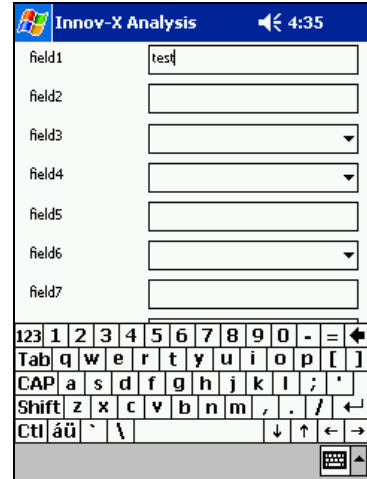 Innov-X Analysis 4:35
field1 test
field2
field3
field4
field5
field6
field7
123 1 2 3 4 5 6 7 8 9 0 - =
Tab q w e r t y u i o p [ ]
CAP a s d f g h j k l ; '
Shift z x c v b n m , . /
Ctl áü ` \